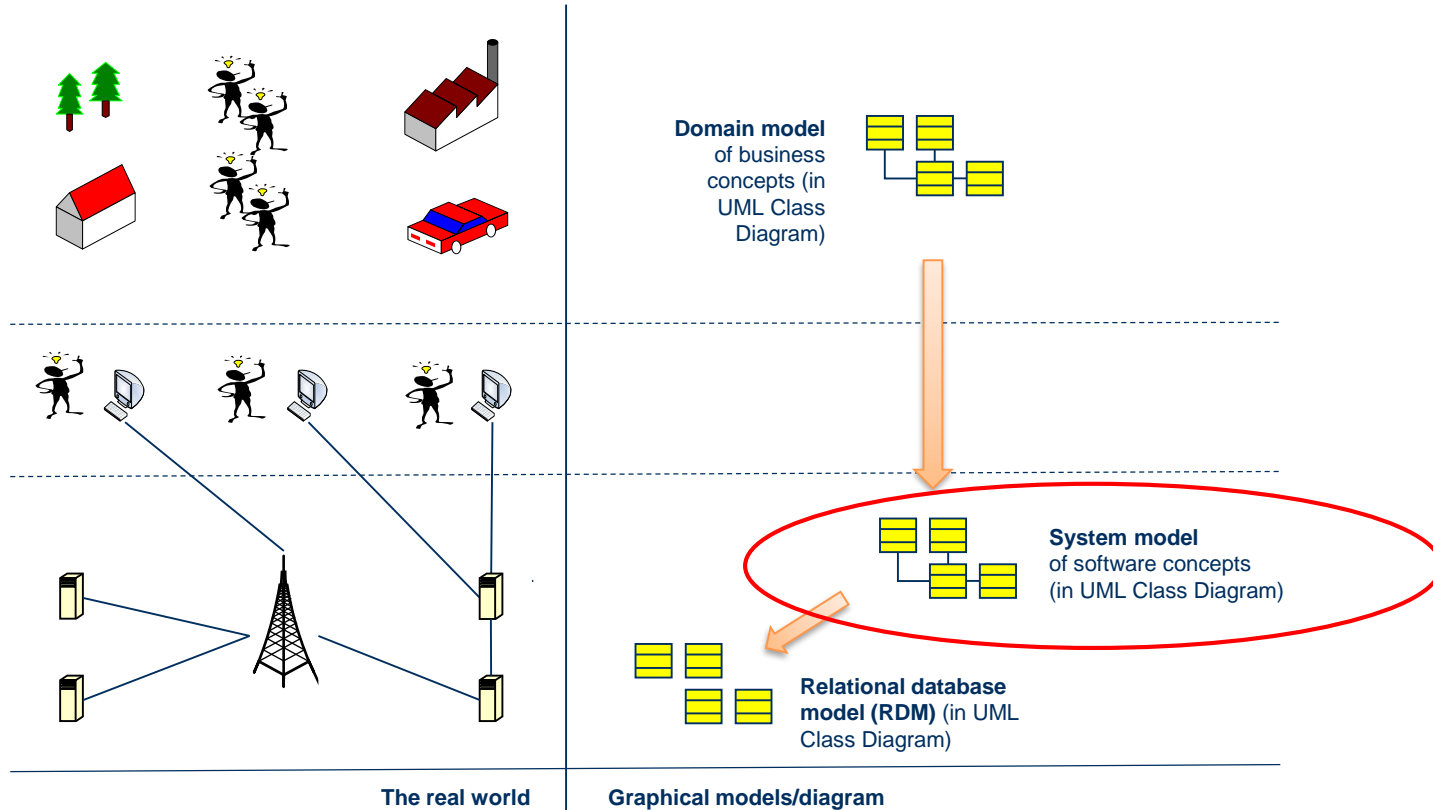 Domain model
of business
concepts (in
UML Class
Diagram)
System model
of software concepts
(in UML Class Diagram)
Relational database
model (RDM) (in UML
Class Diagram)
The real world
Graphical models/diagram